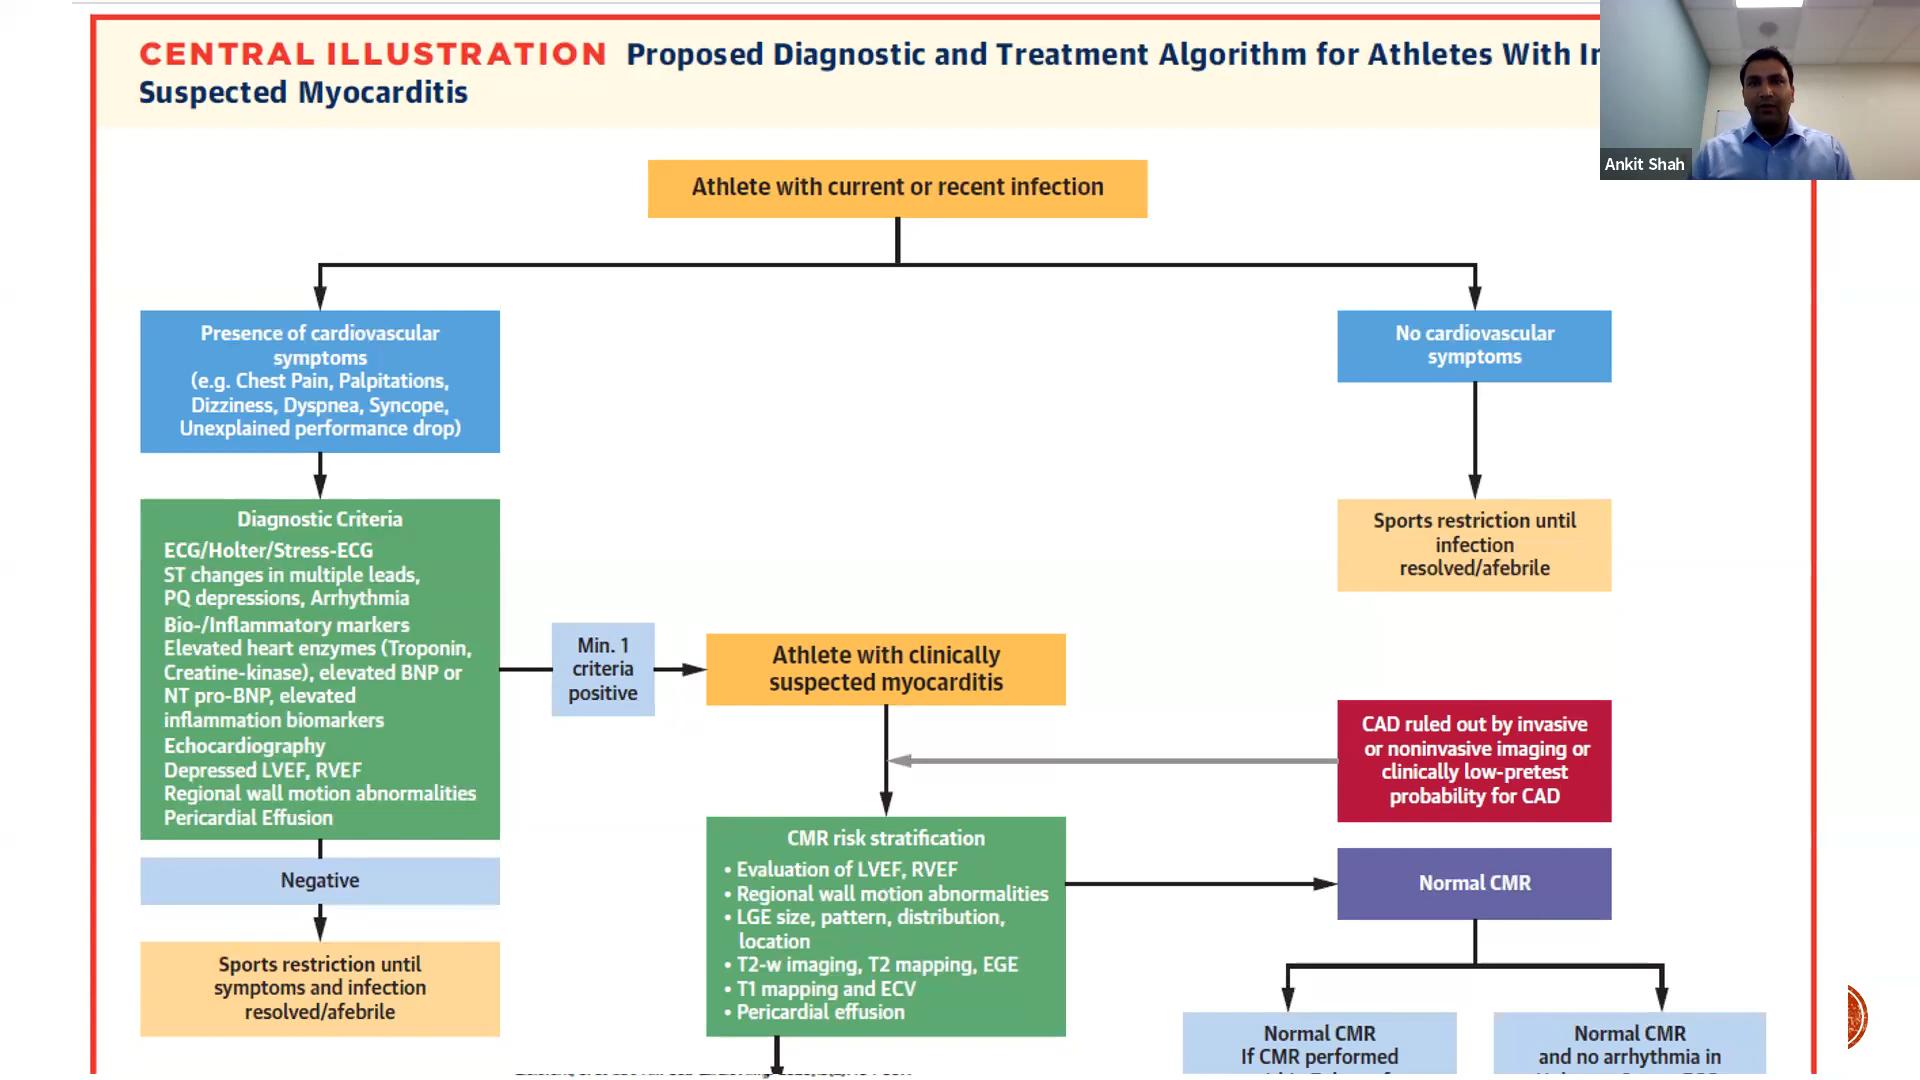 CENTRAL ILLUSTRATION Proposed Diagnostic and Treatment Algorithm for Athletes With
Suspected Myocarditis
Ankit Shah
Athlete with current or recent infection
Presence of cardiovascular
symptoms
(e.g. Chest Pain, Palpitations,
Dizziness, Dyspnea, Syncope,
Unexplained performance drop)
No cardiovascular
symptoms
Diagnostic Criteria
ECG/Holter/Stress-ECG
ST changes in multiple leads,
PQ depressions, Arrhythmia
Bio-/Inflammatory markers
Elevated heart enzymes (Troponin,
Creatine-kinase), elevated BNP or
NT pro-BNP, elevated
inflammation biomarkers
Echocardiography
Depressed LVEF, RVEF
Regional wall motion abnormalities
Pericardial Effusion
Sports restriction until
infection
resolved/afebrile
Min. 1
criteria
positive
Athlete with clinically
suspected myocarditis
CAD ruled out by invasive
or noninvasive imaging or
clinically low-pretest
probability for CAD
Negative
Sports restriction until
symptoms and infection
resolved/afebrile
CMR risk stratification
• Evaluation of LVEF, RVEF
• Regional wall motion abnormalities
• LGE size, pattern, distribution,
location
• T2-w imaging, T2 mapping, EGE
• T1 mapping and ECV
• Pericardial effusion
Normal CMR
Normal CMR
If CMR performed
Normal CMR
and no arrhythmia in